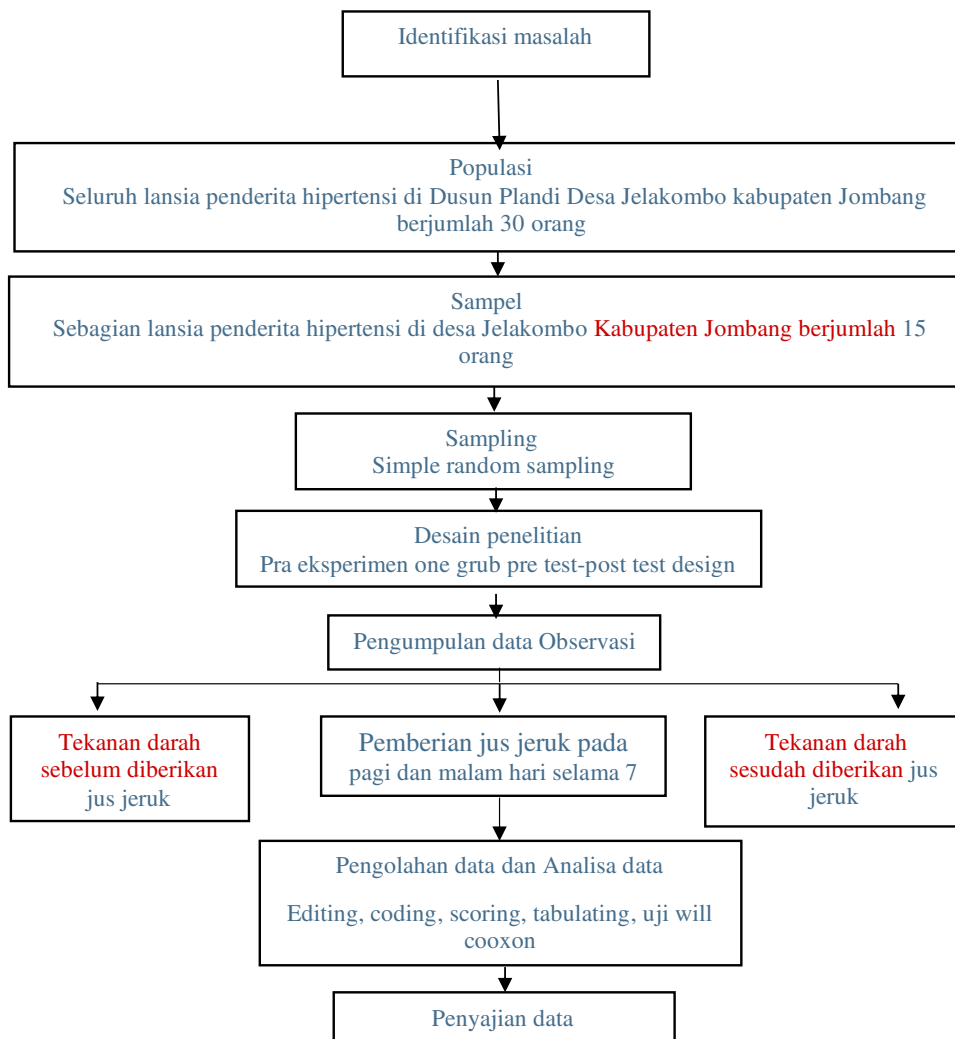 Identifikasi masalah
Populasi
Seluruh lansia penderita hipertensi di Dusun Plandi Desa Jelakombo kabupaten Jombang
berjumlah 30 orang
Sampel
Sebagian lansia penderita hipertensi di desa Jelakombo Kabupaten Jombang berjumlah 15
orang
Sampling
Simple random sampling
Desain penelitian
Pra eksperimen one grub pre test-post test design
Pengumpulan data Observasi
Tekanan darah
sebelum diberikan
jus jeruk
Pemberian jus jeruk pada
pagi dan malam hari selama 7
Tekanan darah
sesudah diberikan jus
jeruk
Pengolahan data dan Analisa data
Editing, coding, scoring, tabulating, uji will
cooxon
Penyajian data